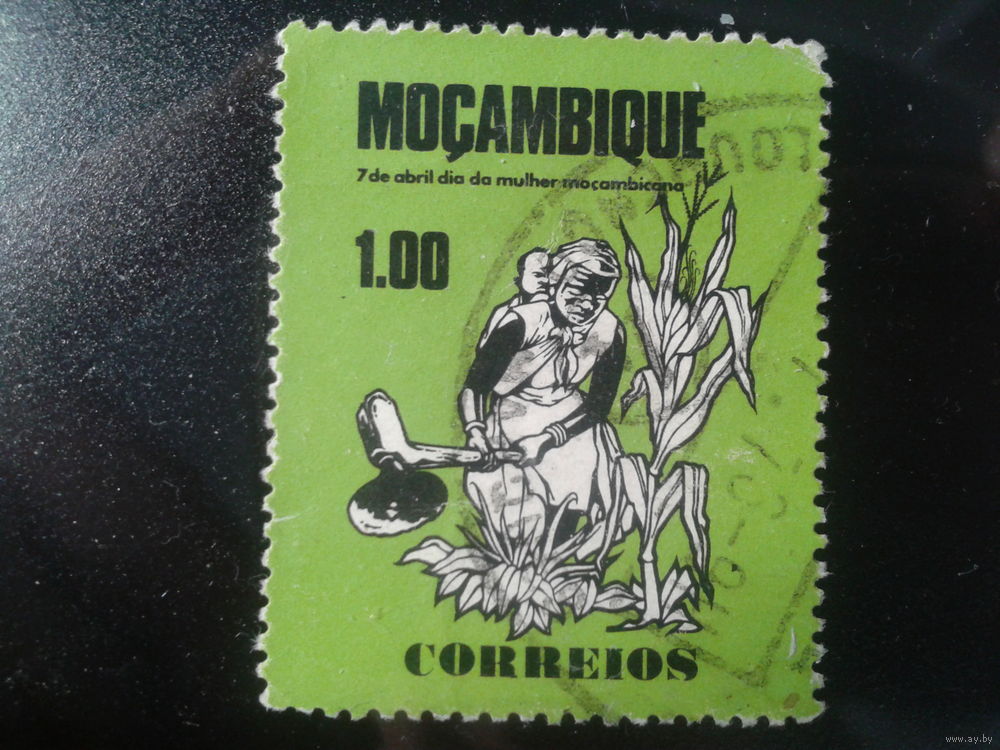 MOÇAMBIQUE
7 de abril dia da mulher moçambicana
1.00
CORREIOS
www.ay.by